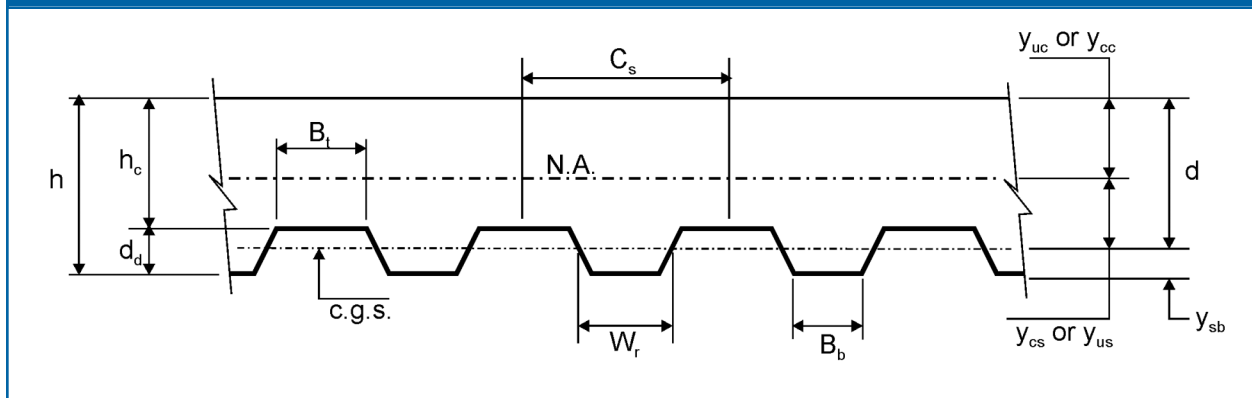 y_uc or y_cc
C_s
B_t
h_c
h
N.A.
d
d_d
c.g.s.
W_r
B_b
y_cs or y_us
y_sb